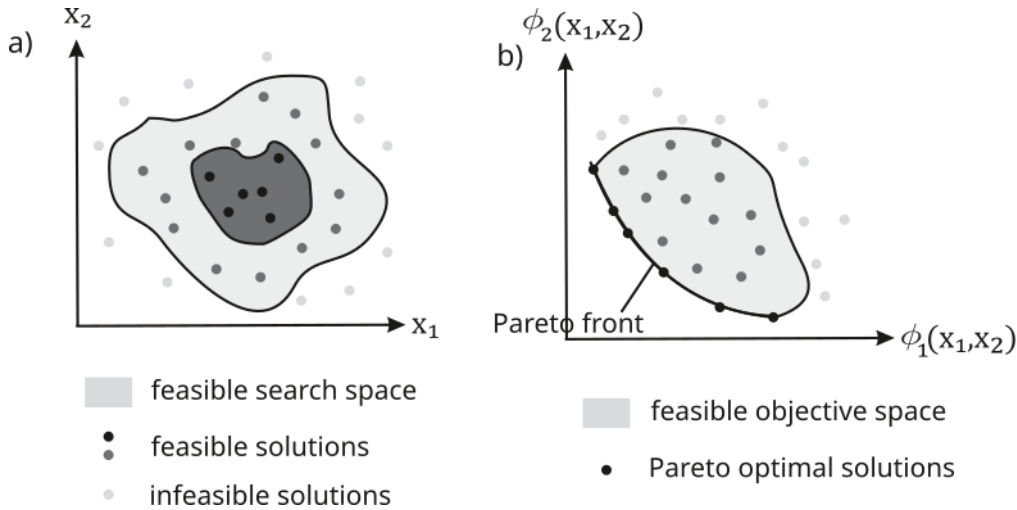 a)
x₂
x₁
feasible search space
feasible solutions
infeasible solutions
b)
ϕ₂(x₁,x₂)
Pareto front
ϕ₁(x₁,x₂)
feasible objective space
Pareto optimal solutions